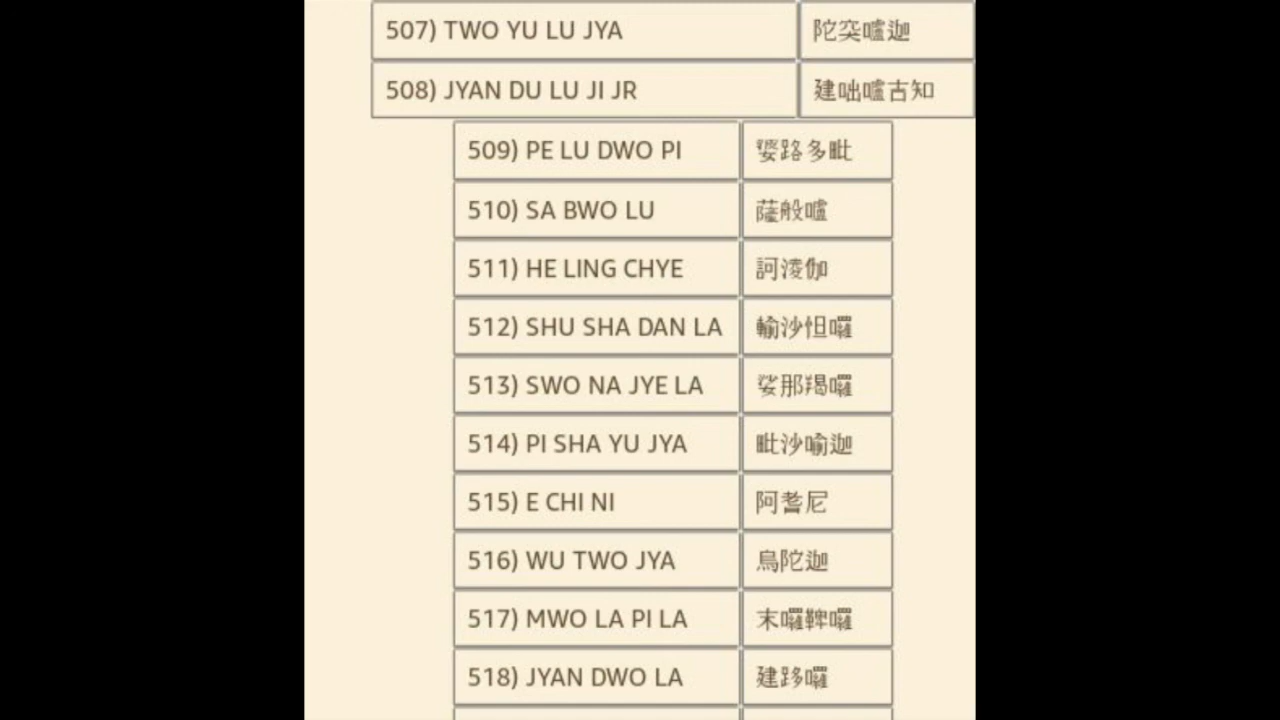 507) TWO YU LU JYA 陀突嚧迦
508) JYAN DU LU JI JR 建咄嚧吉知
509) PE LU DWO PI 婆路多毗
510) SA BWO LU 薩般嚧
511) HE LING CHYE 訶淩伽
512) SHU SHA DAN LA 輸沙怛囉
513) SWO NA JYE LA 娑那羯囉
514) PI SHA YU JYA 毗沙喻迦
515) E CHI NI 阿耆尼
516) WU TWO JYA 烏陀迦
517) MWO LA PI LA 末囉鞞囉
518) JYAN DWO LA 建跢囉